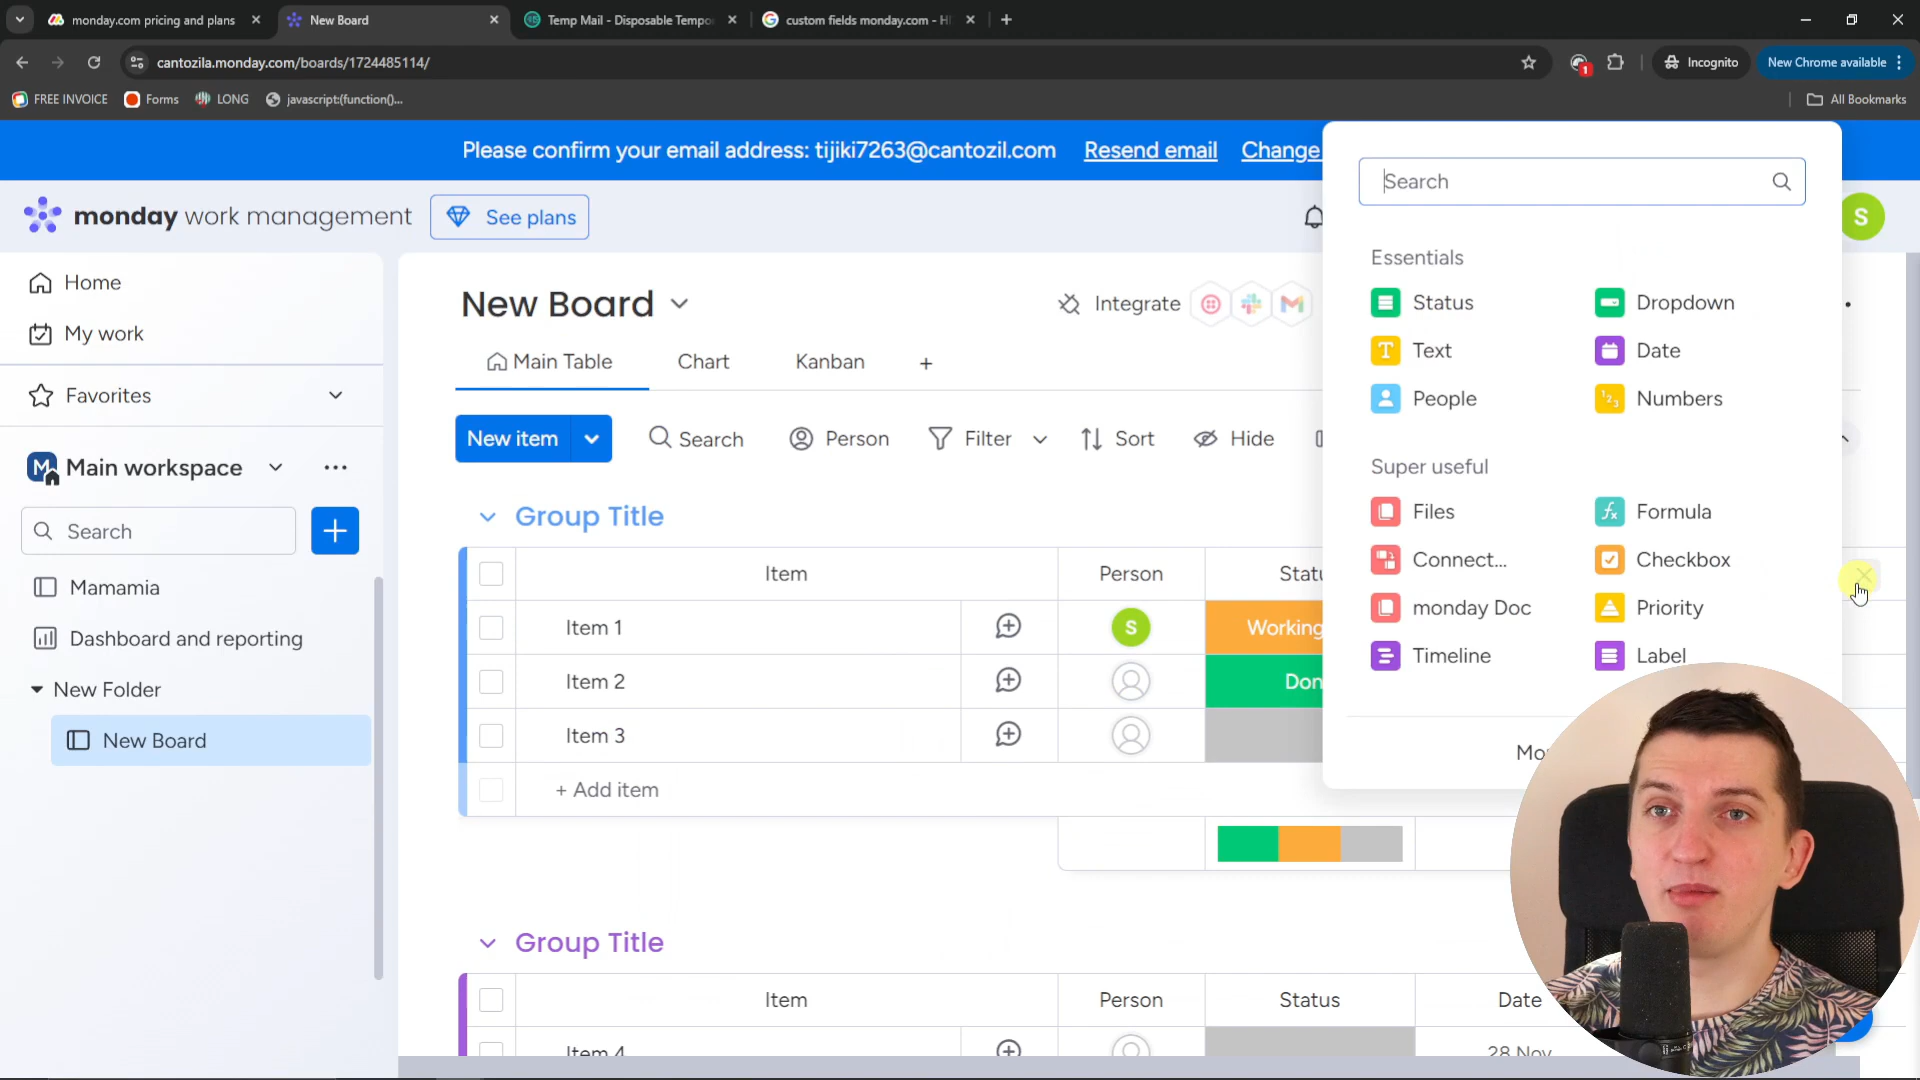 monday.com pricing and plans
New Board
Temp Mail - Disposable Tempo
custom fields monday.com - H
cantozila.monday.com/boards/1724485114/
1
Incognito
New Chrome available
FREE INVOICE
Forms
LONG
javascript:(function()...
All Bookmarks
Please confirm your email address: tijiki7263@cantozil.com
Resend email
Change
monday work management
See plans
Search
S
Home
My work
Favorites
Main workspace
Search
Mamamia
Dashboard and reporting
New Folder
New Board
New Board
Integrate
Main Table
Chart
Kanban
+
New item
Search
Person
Filter
Sort
Hide
Group Title
Item
Person
Item 1
S
Working
Item 2
Don
Item 3
+ Add item
Group Title
Item
Person
Status
Date
Item 4
28 Nov
Essentials
Status
Dropdown
Text
Date
People
Numbers
Super useful
Files
Formula
Connect...
Checkbox
monday Doc
Priority
Timeline
Label